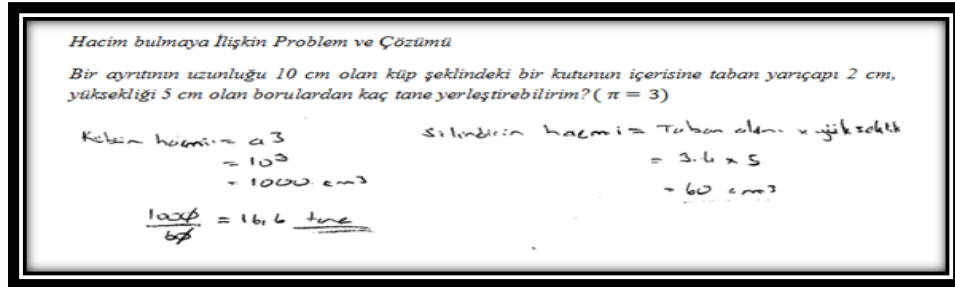 Hacim bulmaya İlişkin Problem ve Çözümü
Bir ayrıtının uzunluğu 10 cm olan küp şeklindeki bir kutunun içerisine taban yarıçapı 2 cm,
yüksekliği 5 cm olan borulardan kaç tane yerleştirebilirim? ( π = 3)
Kübün hacmi = a3
= 10³
= 1000 cm³
1000/60 = 16,6 tane
Silindirin hacmi = Taban alanı x yükseklik
= 3.4 x 5
= 60 cm³